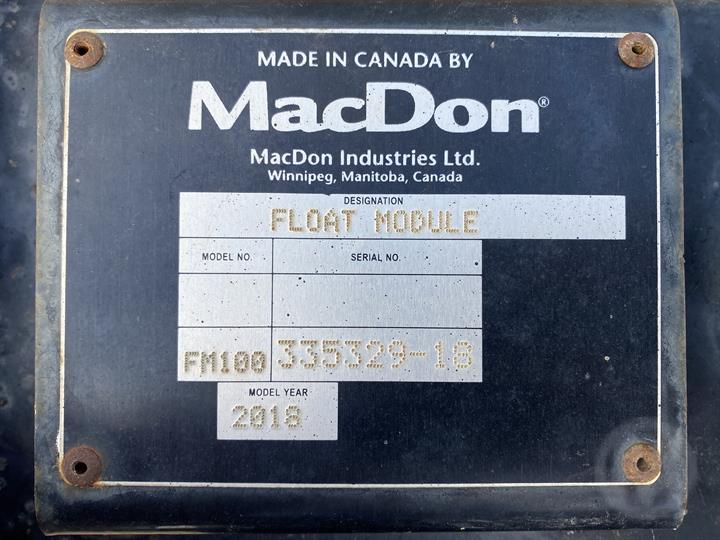 MADE IN CANADA BY
MacDon®
MacDon Industries Ltd.
Winnipeg, Manitoba, Canada
DESIGNATION
FLOAT MODULE
MODEL NO. SERIAL NO.
FM100 335329-18
MODEL YEAR
2018